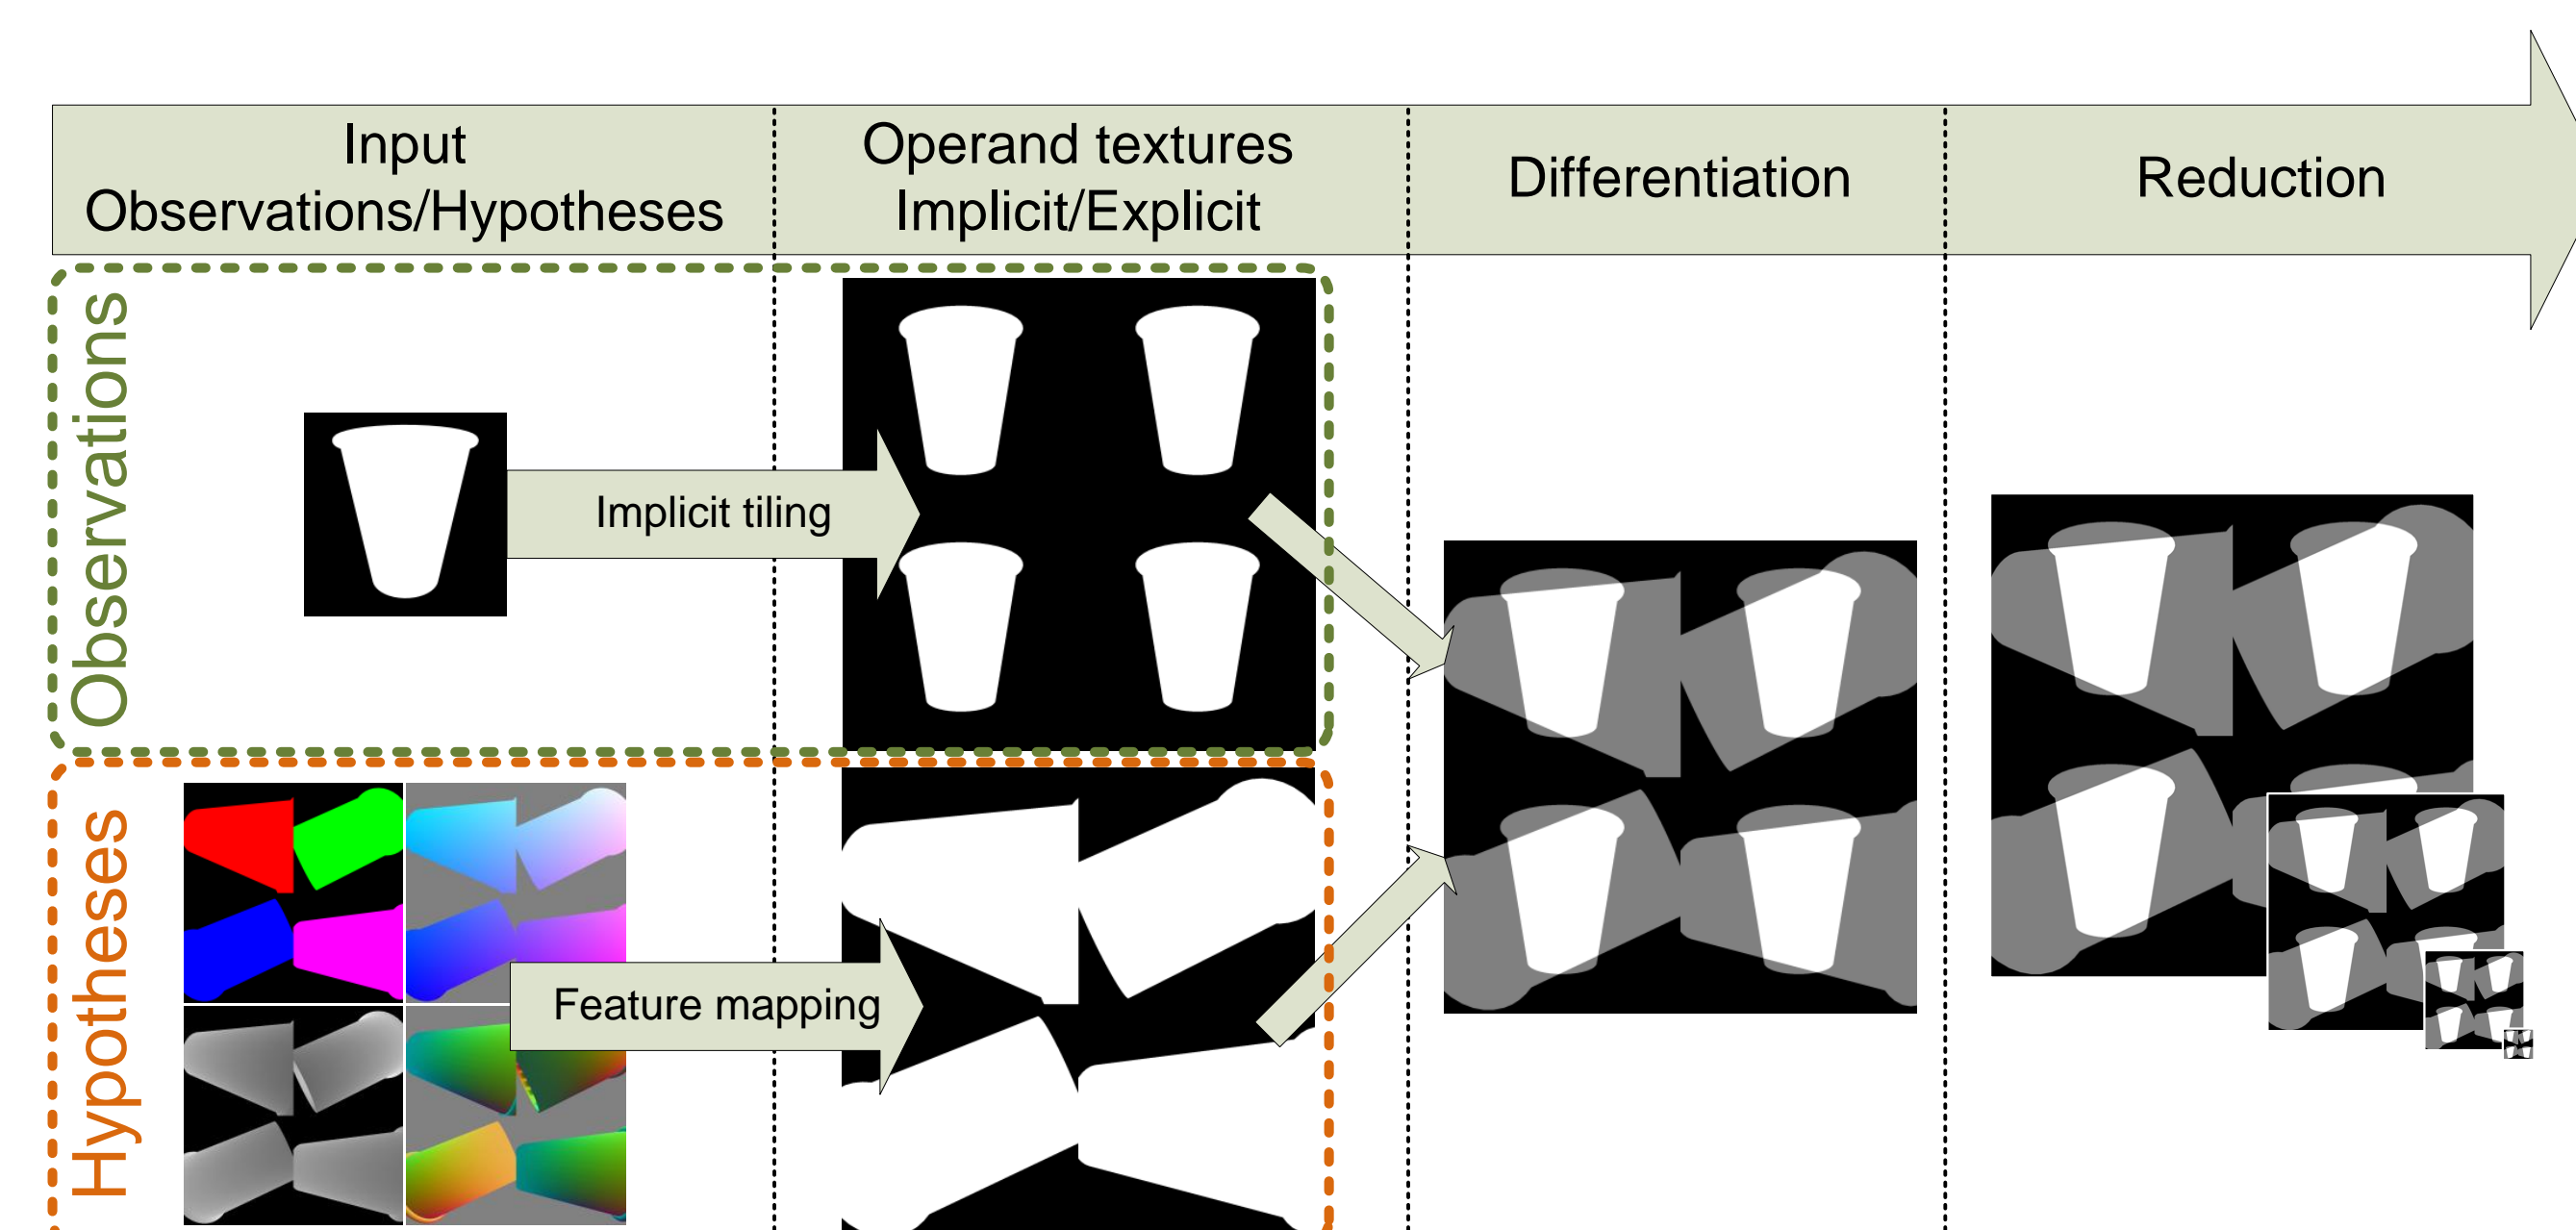 Input
Observations/Hypotheses
Operand textures
Implicit/Explicit
Differentiation
Reduction
Observations
Implicit tiling
Hypotheses
Feature mapping